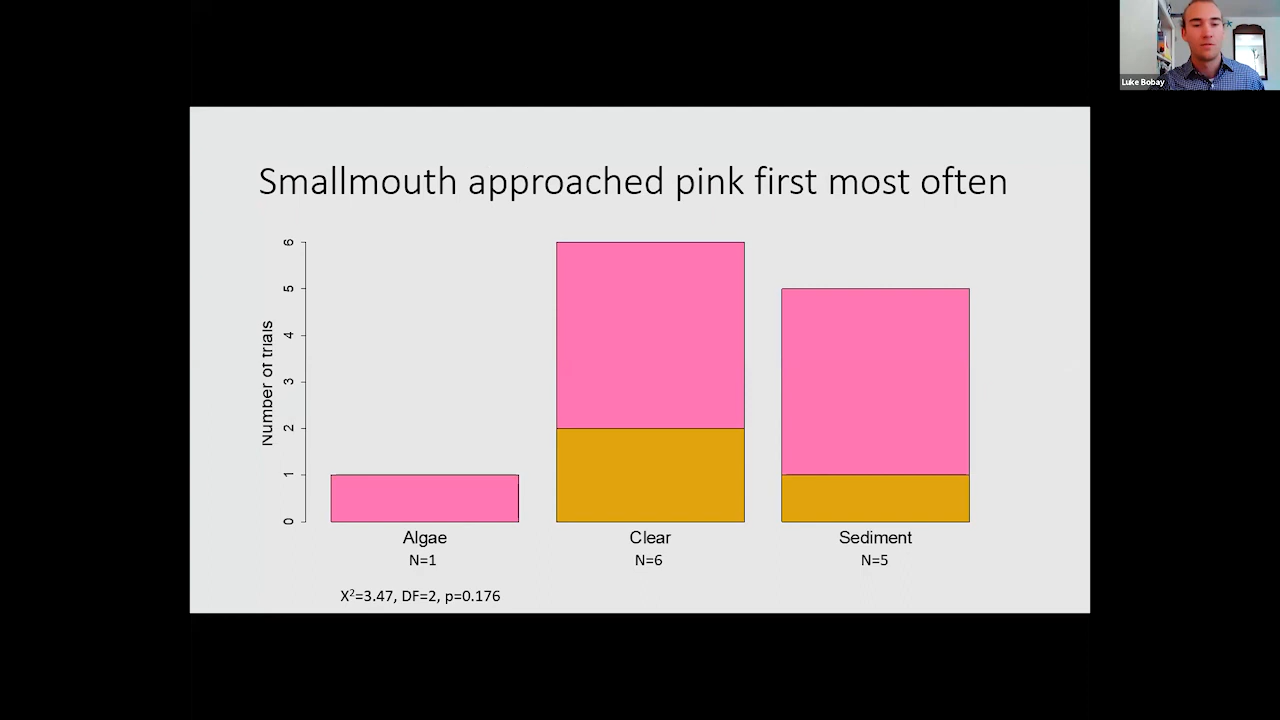 Luke Bobay
Smallmouth approached pink first most often
Number of trials
6
5
4
3
2
1
0
Algae
Clear
Sediment
N=1
N=6
N=5
X²=3.47, DF=2, p=0.176